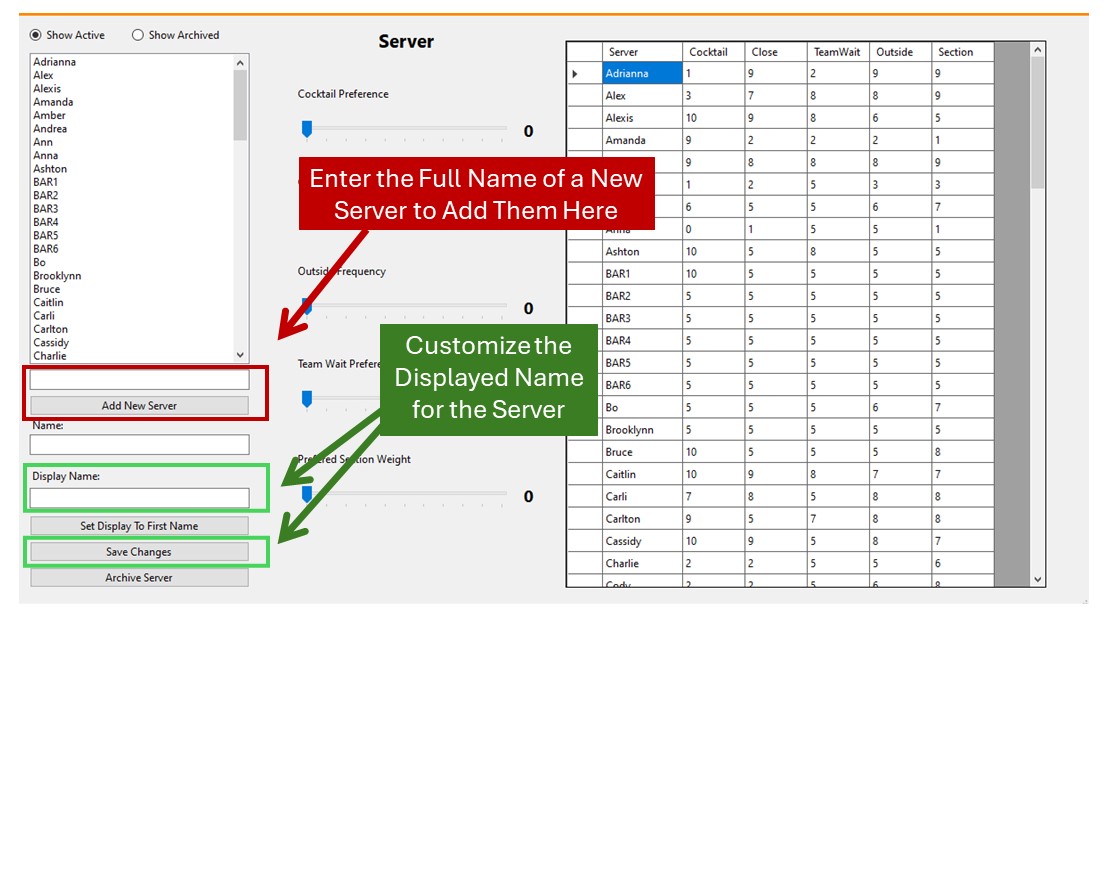 Show Active Show Archived
Server
Adrianna
Alex
Alexis
Amanda
Amber
Andrea
Ann
Anna
Ashton
BAR1
BAR2
BAR3
BAR4
BAR5
BAR6
Bo
Brooklynn
Bruce
Caitlin
Carli
Carlton
Cassidy
Charlie
Add New Server
Name:
Display Name:
Set Display To First Name
Save Changes
Archive Server
Cocktail Preference
0
Enter the Full Name of a New
Server to Add Them Here
Outside Frequency
0
Team Wait Prefere
Customize the
Displayed Name
for the Server
Prefered Section Weight
0
Server Cocktail Close TeamWait Outside Section
Adrianna 1 9 2 9 9
Alex 3 7 8 8 9
Alexis 10 9 8 6 5
Amanda 9 2 2 2 1
9 8 8 8 9
1 2 5 3 3
6 5 5 6 7
Anna 0 1 5 5 1
Ashton 10 5 8 5 5
BAR1 10 5 5 5 5
BAR2 5 5 5 5 5
BAR3 5 5 5 5 5
BAR4 5 5 5 5 5
BAR5 5 5 5 5 5
BAR6 5 5 5 5 5
Bo 5 5 5 6 7
Brooklynn 5 5 5 5 5
Bruce 10 5 5 5 8
Caitlin 10 9 8 7 7
Carli 7 8 5 8 8
Carlton 9 5 7 8 8
Cassidy 10 9 5 8 7
Charlie 2 2 5 5 6
Cody 2 2 5 6 8